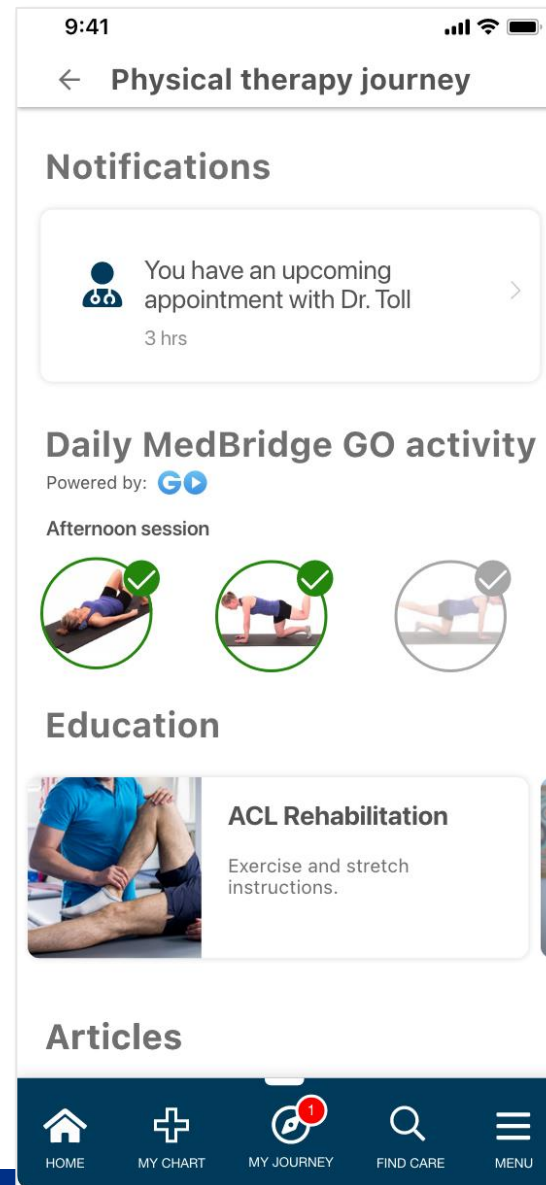 9:41
Physical therapy journey
Notifications
You have an upcoming
appointment with Dr. Toll
3 hrs
Daily MedBridge GO activity
Powered by: GO
Afternoon session
Education
ACL Rehabilitation
Exercise and stretch
instructions.
Articles
1
HOME MY CHART MY JOURNEY FIND CARE MENU